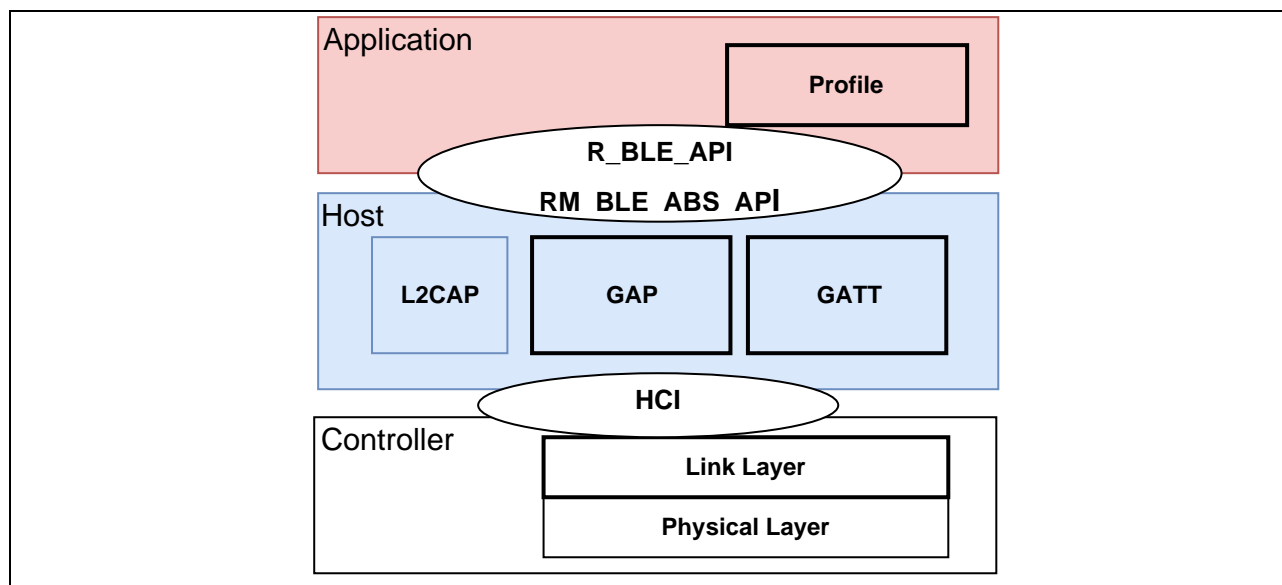 Application
Profile
R_BLE_API
RM_BLE_ABS_API
Host
L2CAP
GAP
GATT
HCI
Controller
Link Layer
Physical Layer